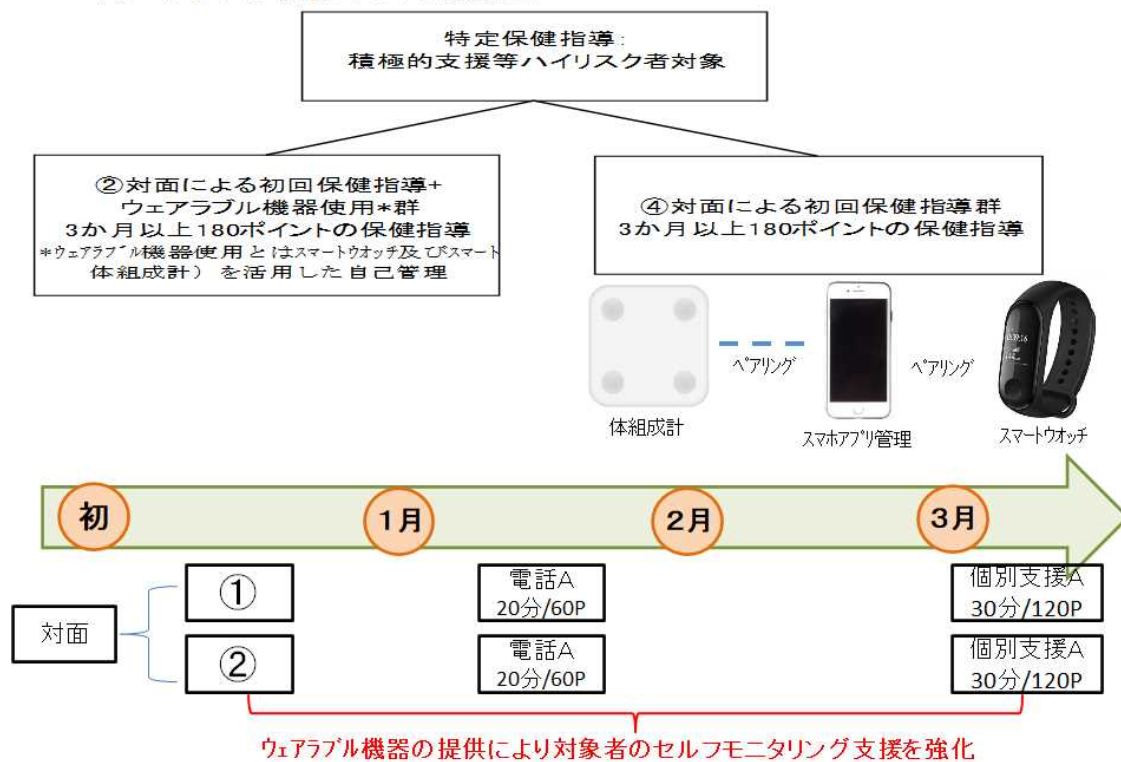 特定保健指導:
積極的支援等ハイリスク者対象
②対面による初回保健指導+
ウェアラブル機器使用*群
3か月以上180ポイントの保健指導
*ウェアラブル機器使用とはスマートウオッチ及びスマート
体組成計）を活用した自己管理
④対面による初回保健指導群
3か月以上180ポイントの保健指導
ペアリング
ペアリング
体組成計
スマホアプリ管理
スマートウオッチ
初
1月
2月
3月
対面
①
電話A
20分/60P
個別支援A
30分/120P
②
電話A
20分/60P
個別支援A
30分/120P
ウェアラブル機器の提供により対象者のセルフモニタリング支援を強化